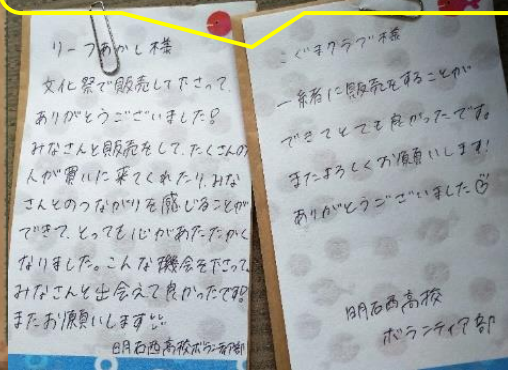 リーフあかし様
文化祭で販売して下さって、
ありがとうございました!
みなさんと販売をして、たくさんの
人が買いに来てくれたり、みな
さんとのつながりを感じることが
できて、とっても心があたたかく
なりました。こんな機会を下さって、
みなさんと出会えて良かったです!
またお願いします
明石西高校ボランティア部
こぐまクラブ様
一緒に販売をすることが
できてとても良かったです。
またよろしくお願いします!
ありがとうございました
明石西高校
ボランティア部